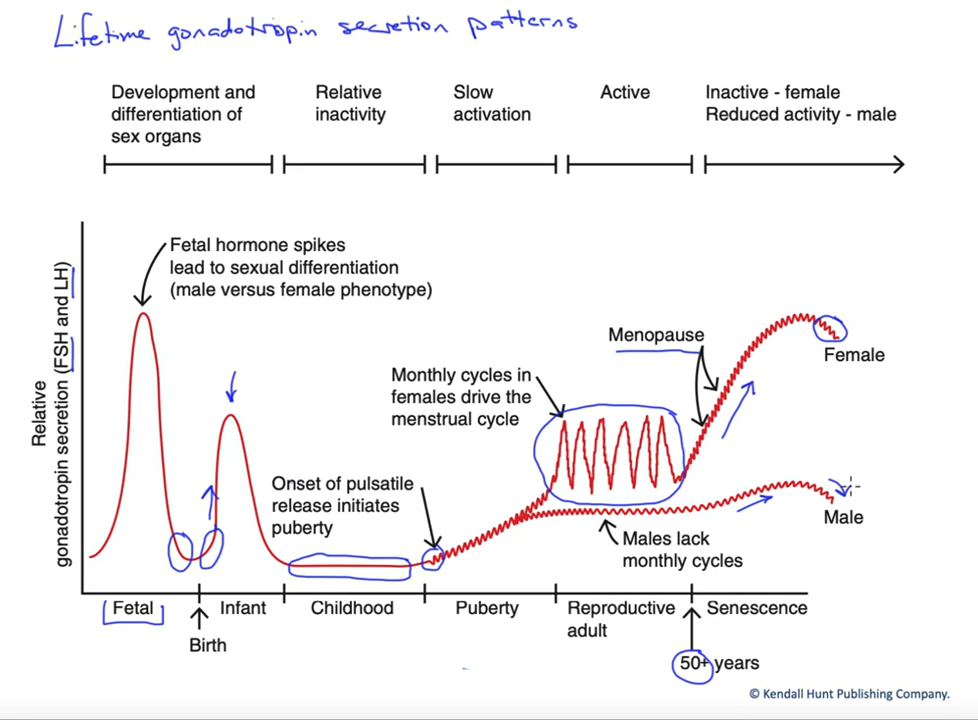 Lifetime gonadotropin secretion patterns
Development and
differentiation of
sex organs
Relative
inactivity
Slow
activation
Active
Inactive - female
Reduced activity - male
Relative
gonadotropin secretion (FSH and LH)
Fetal hormone spikes
lead to sexual differentiation
(male versus female phenotype)
Menopause
Female
Monthly cycles in
females drive the
menstrual cycle
Onset of pulsatile
release initiates
puberty
Male
Males lack
monthly cycles
Fetal
Infant
Childhood
Puberty
Reproductive
adult
Senescence
Birth
50+ years
© Kendall Hunt Publishing Company.